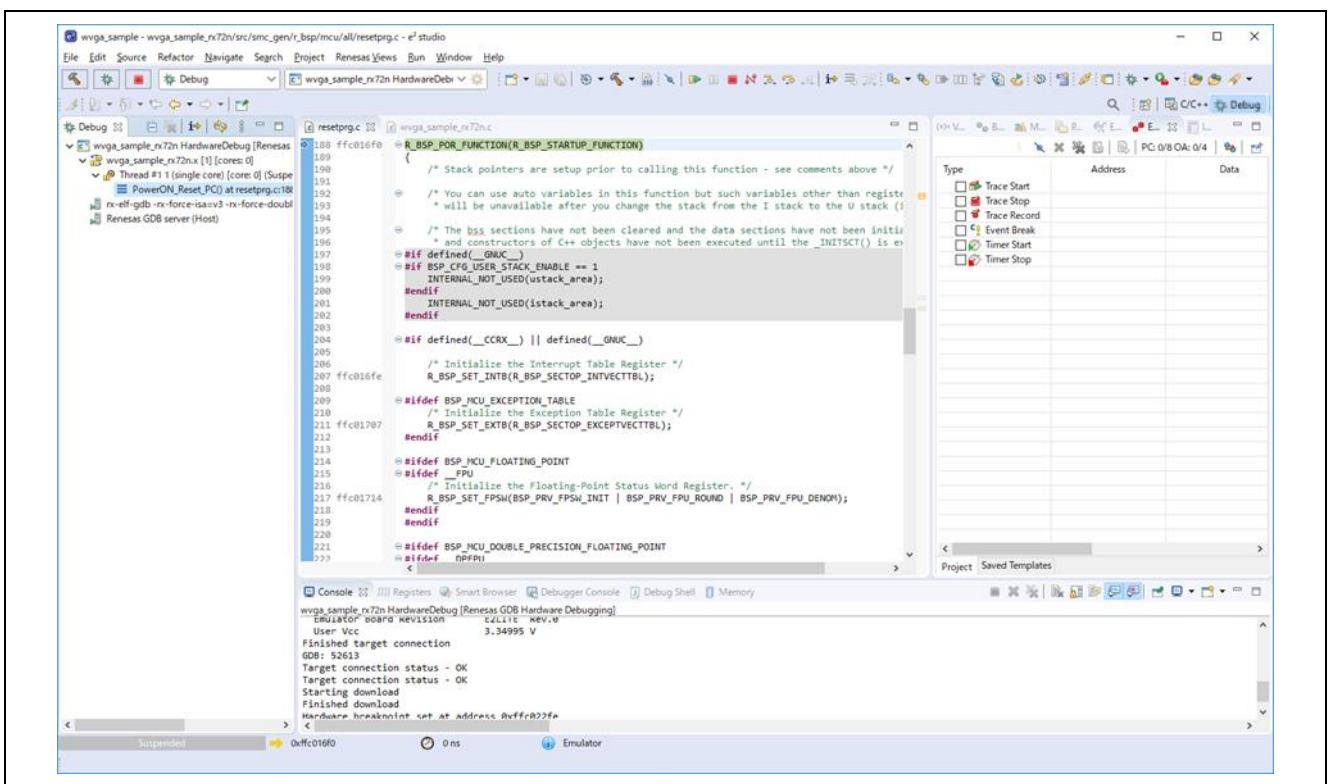 wvga_sample - wvga_sample_rx72n/src/smc_gen/r_bsp/mcu/all/resetprg.c - e² studio
File Edit Source Refactor Navigate Search Project Renesas Views Run Window Help
Debug
wvga_sample_rx72n HardwareDeb
C/C++ Debug
Debug
wvga_sample_rx72n HardwareDebug [Renesas
wvga_sample_rx72n.x [1] [cores: 0]
Thread #1 1 (single core) [core: 0] (Suspe
PowerON_Reset_PC() at resetprg.c:188
rx-elf-gdb -rx-force-isa=v3 -rx-force-doubl
Renesas GDB server (Host)
resetprg.c wvga_sample_rx72n.c
188 ffc016f0 R_BSP_POR_FUNCTION(R_BSP_STARTUP_FUNCTION)
189 {
190 /* Stack pointers are setup prior to calling this function - see comments above */
191
192 /* You can use auto variables in this function but such variables other than registe
193 * will be unavailable after you change the stack from the I stack to the U stack (i
194
195 /* The bss sections have not been cleared and the data sections have not been initia
196 * and constructors of C++ objects have not been executed until the _INITSCT() is ex
197 #if defined(__GNUC__)
198 #if BSP_CFG_USER_STACK_ENABLE == 1
199 INTERNAL_NOT_USED(ustack_area);
200 #endif
201 INTERNAL_NOT_USED(istack_area);
202 #endif
203
204 #if defined(__CCRX__) || defined(__GNUC__)
205
206 /* Initialize the Interrupt Table Register */
207 ffc016fe R_BSP_SET_INTB(R_BSP_SECTOP_INTVECTTBL);
208
209 #ifdef BSP_MCU_EXCEPTION_TABLE
210 /* Initialize the Exception Table Register */
211 ffc01707 R_BSP_SET_EXTB(R_BSP_SECTOP_EXCEPTVECTTBL);
212 #endif
213
214 #ifdef BSP_MCU_FLOATING_POINT
215 #ifdef __FPU
216 /* Initialize the Floating-Point Status Word Register. */
217 ffc01714 R_BSP_SET_FPSW(BSP_PRV_FPSW_INIT | BSP_PRV_FPU_ROUND | BSP_PRV_FPU_DENOM);
218 #endif
219 #endif
220
221 #ifdef BSP_MCU_DOUBLE_PRECISION_FLOATING_POINT
222 #ifdef __DPFPU
V... B... M... R... E... E... L...
PC: 0/8 OA: 0/4
Type Address Data
Trace Start
Trace Stop
Trace Record
Event Break
Timer Start
Timer Stop
Project Saved Templates
Console Registers Smart Browser Debugger Console Debug Shell Memory
wvga_sample_rx72n HardwareDebug [Renesas GDB Hardware Debugging]
Emulator Board Revision E2LITE Rev.0
User Vcc 3.34995 V
Finished target connection
GDB: 52613
Target connection status - OK
Target connection status - OK
Starting download
Finished download
Hardware breakpoint set at address 0xffc022fe
Suspended 0xffc016f0 0 ns Emulator